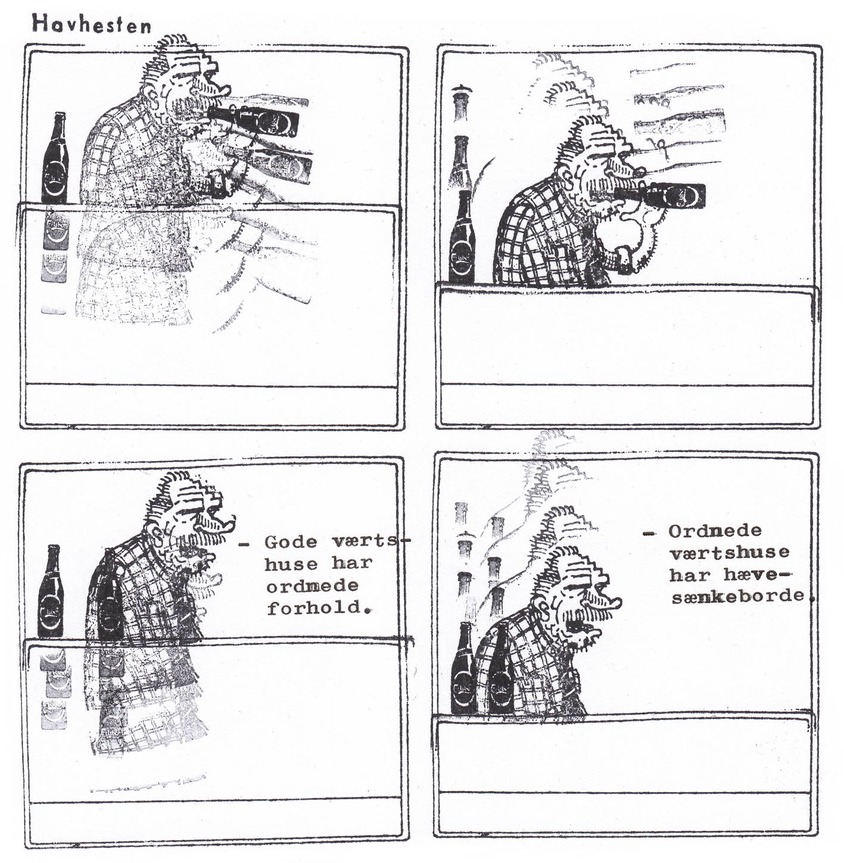 Havhesten
- Gode værts-
huse har
ordnede
forhold.
- Ordnede
værtshuse
har hæve-
sænkeborde.